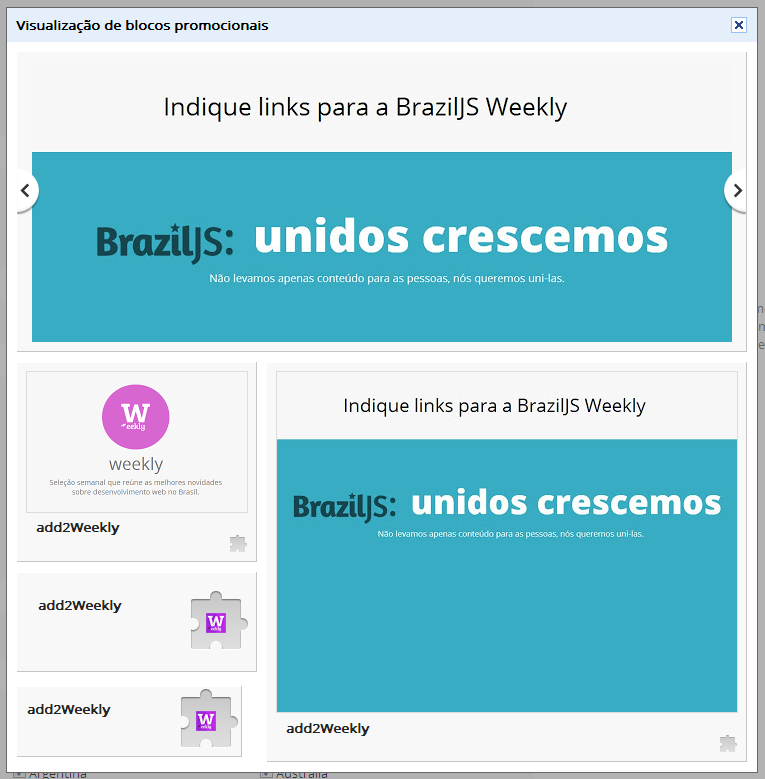 Visualização de blocos promocionais
Indique links para a BrazilJS Weekly
BrazilJS: unidos crescemos
Não levamos apenas conteúdo para as pessoas, nós queremos uni-las.
W
eekly
weekly
Seleção semanal que reúne as melhores novidades
sobre desenvolvimento web no Brasil.
add2Weekly
add2Weekly
W
eekly
add2Weekly
W
eekly
Indique links para a BrazilJS Weekly
BrazilJS: unidos crescemos
Não levamos apenas conteúdo para as pessoas, nós queremos uni-las.
add2Weekly
Argentina
Australia